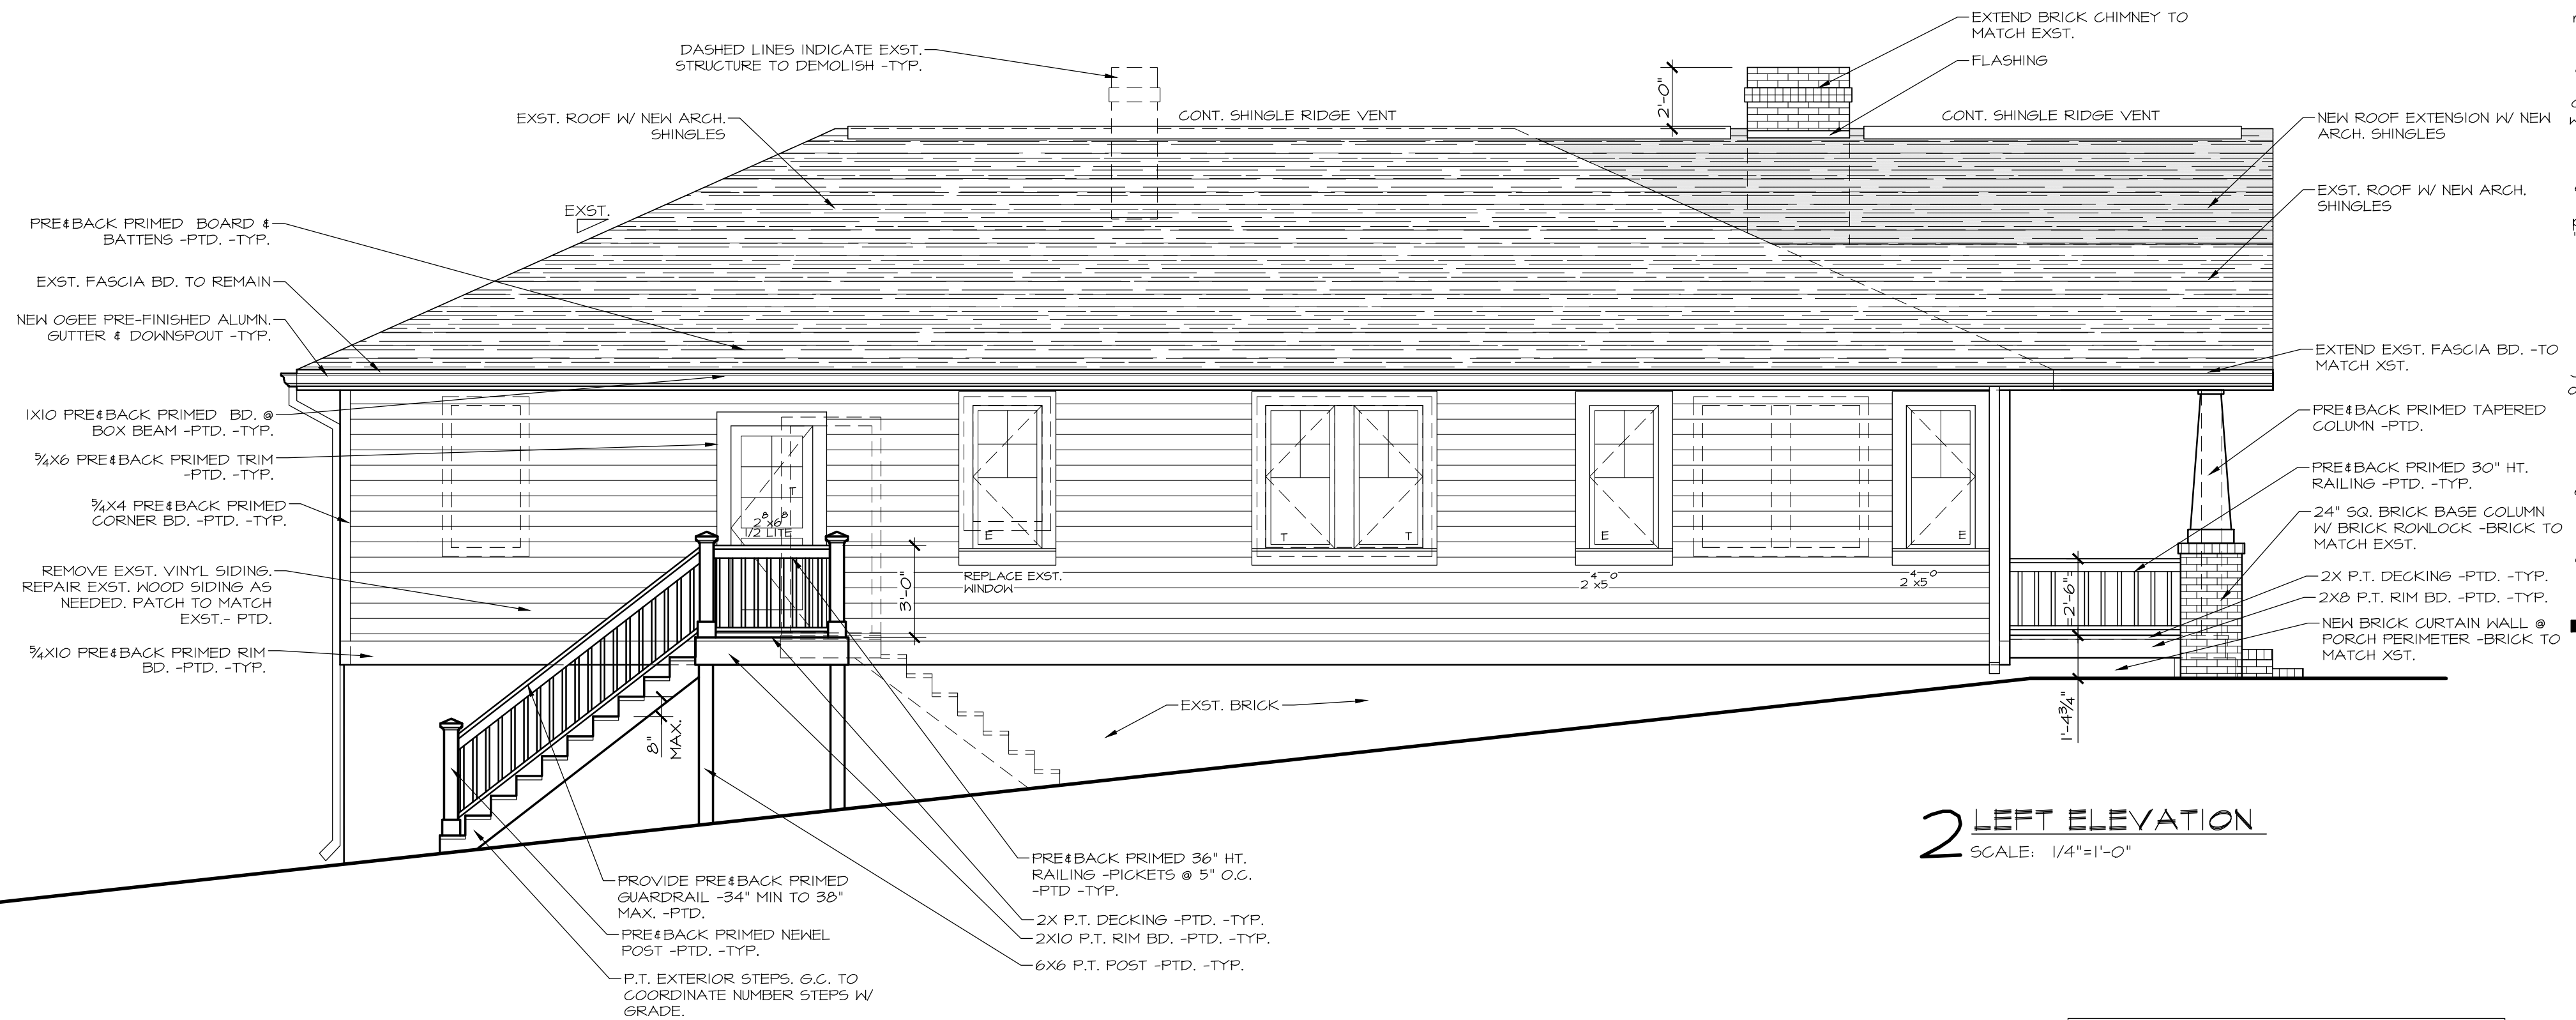 EXTEND BRICK CHIMNEY TO
MATCH EXST.
FLASHING
DASHED LINES INDICATE EXST.
STRUCTURE TO DEMOLISH -TYP.
2'-0"
CONT. SHINGLE RIDGE VENT
CONT. SHINGLE RIDGE VENT
EXST. ROOF W/ NEW ARCH.
SHINGLES
NEW ROOF EXTENSION W/ NEW
ARCH. SHINGLES
EXST. ROOF W/ NEW ARCH.
SHINGLES
EXST.
PRE&BACK PRIMED BOARD &
BATTENS -PTD. -TYP.
EXST. FASCIA BD. TO REMAIN
NEW OGEE PRE-FINISHED ALUMN.
GUTTER & DOWNSPOUT -TYP.
1X10 PRE&BACK PRIMED BD. @
BOX BEAM -PTD. -TYP.
5/4X6 PRE&BACK PRIMED TRIM
-PTD. -TYP.
5/4X4 PRE&BACK PRIMED
CORNER BD. -PTD. -TYP.
REMOVE EXST. VINYL SIDING.
REPAIR EXST. WOOD SIDING AS
NEEDED. PATCH TO MATCH
EXST.- PTD.
5/4X10 PRE&BACK PRIMED RIM
BD. -PTD. -TYP.
T
2⁸x6⁸
1/2 LITE
E
T
T
E
E
REPLACE EXST.
WINDOW
2⁴x5⁰
2⁴x5⁰
3'-0"
8"
MAX.
EXST. BRICK
2'-6"
1'-4¾"
EXTEND EXST. FASCIA BD. -TO
MATCH XST.
PRE&BACK PRIMED TAPERED
COLUMN -PTD.
PRE&BACK PRIMED 30" HT.
RAILING -PTD. -TYP.
24" SQ. BRICK BASE COLUMN
W/ BRICK ROWLOCK -BRICK TO
MATCH EXST.
2X P.T. DECKING -PTD. -TYP.
2X8 P.T. RIM BD. -PTD. -TYP.
NEW BRICK CURTAIN WALL @
PORCH PERIMETER -BRICK TO
MATCH XST.
PROVIDE PRE&BACK PRIMED
GUARDRAIL -34" MIN TO 38"
MAX. -PTD.
PRE&BACK PRIMED NEWEL
POST -PTD. -TYP.
P.T. EXTERIOR STEPS. G.C. TO
COORDINATE NUMBER STEPS W/
GRADE.
PRE&BACK PRIMED 36" HT.
RAILING -PICKETS @ 5" O.C.
-PTD -TYP.
2X P.T. DECKING -PTD. -TYP.
2X10 P.T. RIM BD. -PTD. -TYP.
6X6 P.T. POST -PTD. -TYP.
2 LEFT ELEVATION
SCALE: 1/4"=1'-0"